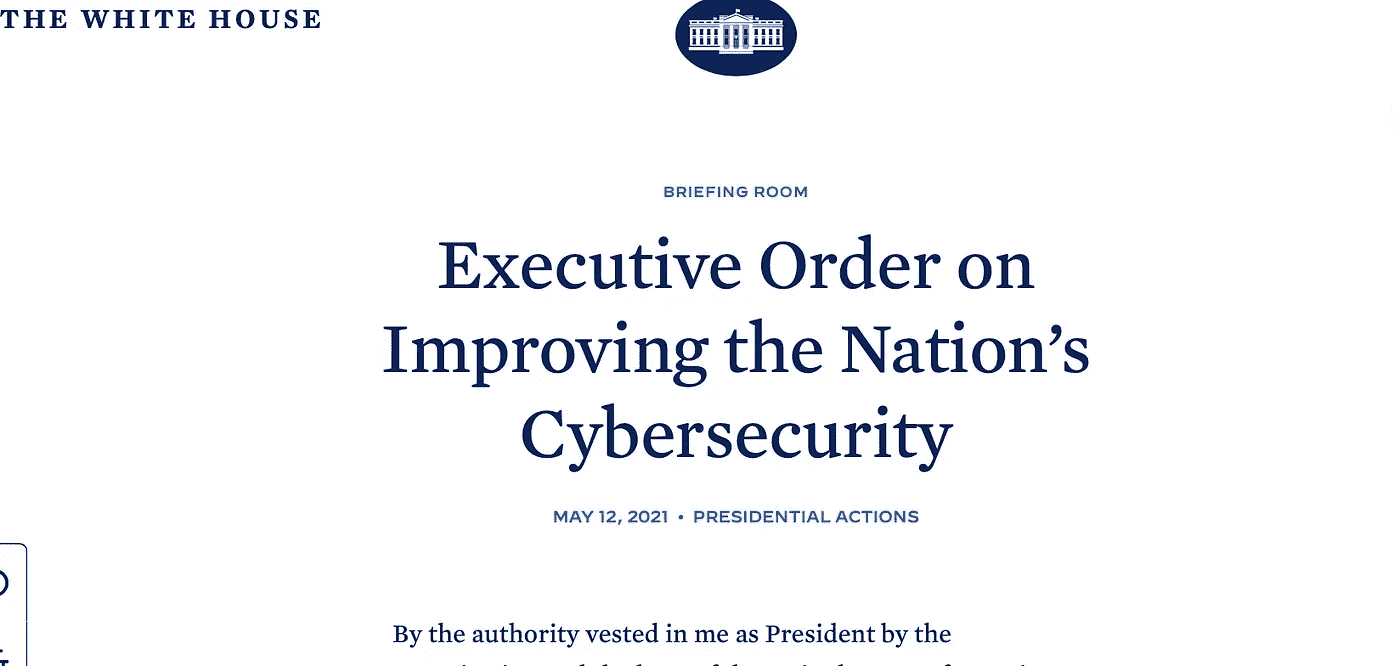 THE WHITE HOUSE
BRIEFING ROOM
Executive Order on
Improving the Nation’s
Cybersecurity
MAY 12, 2021 • PRESIDENTIAL ACTIONS
By the authority vested in me as President by the